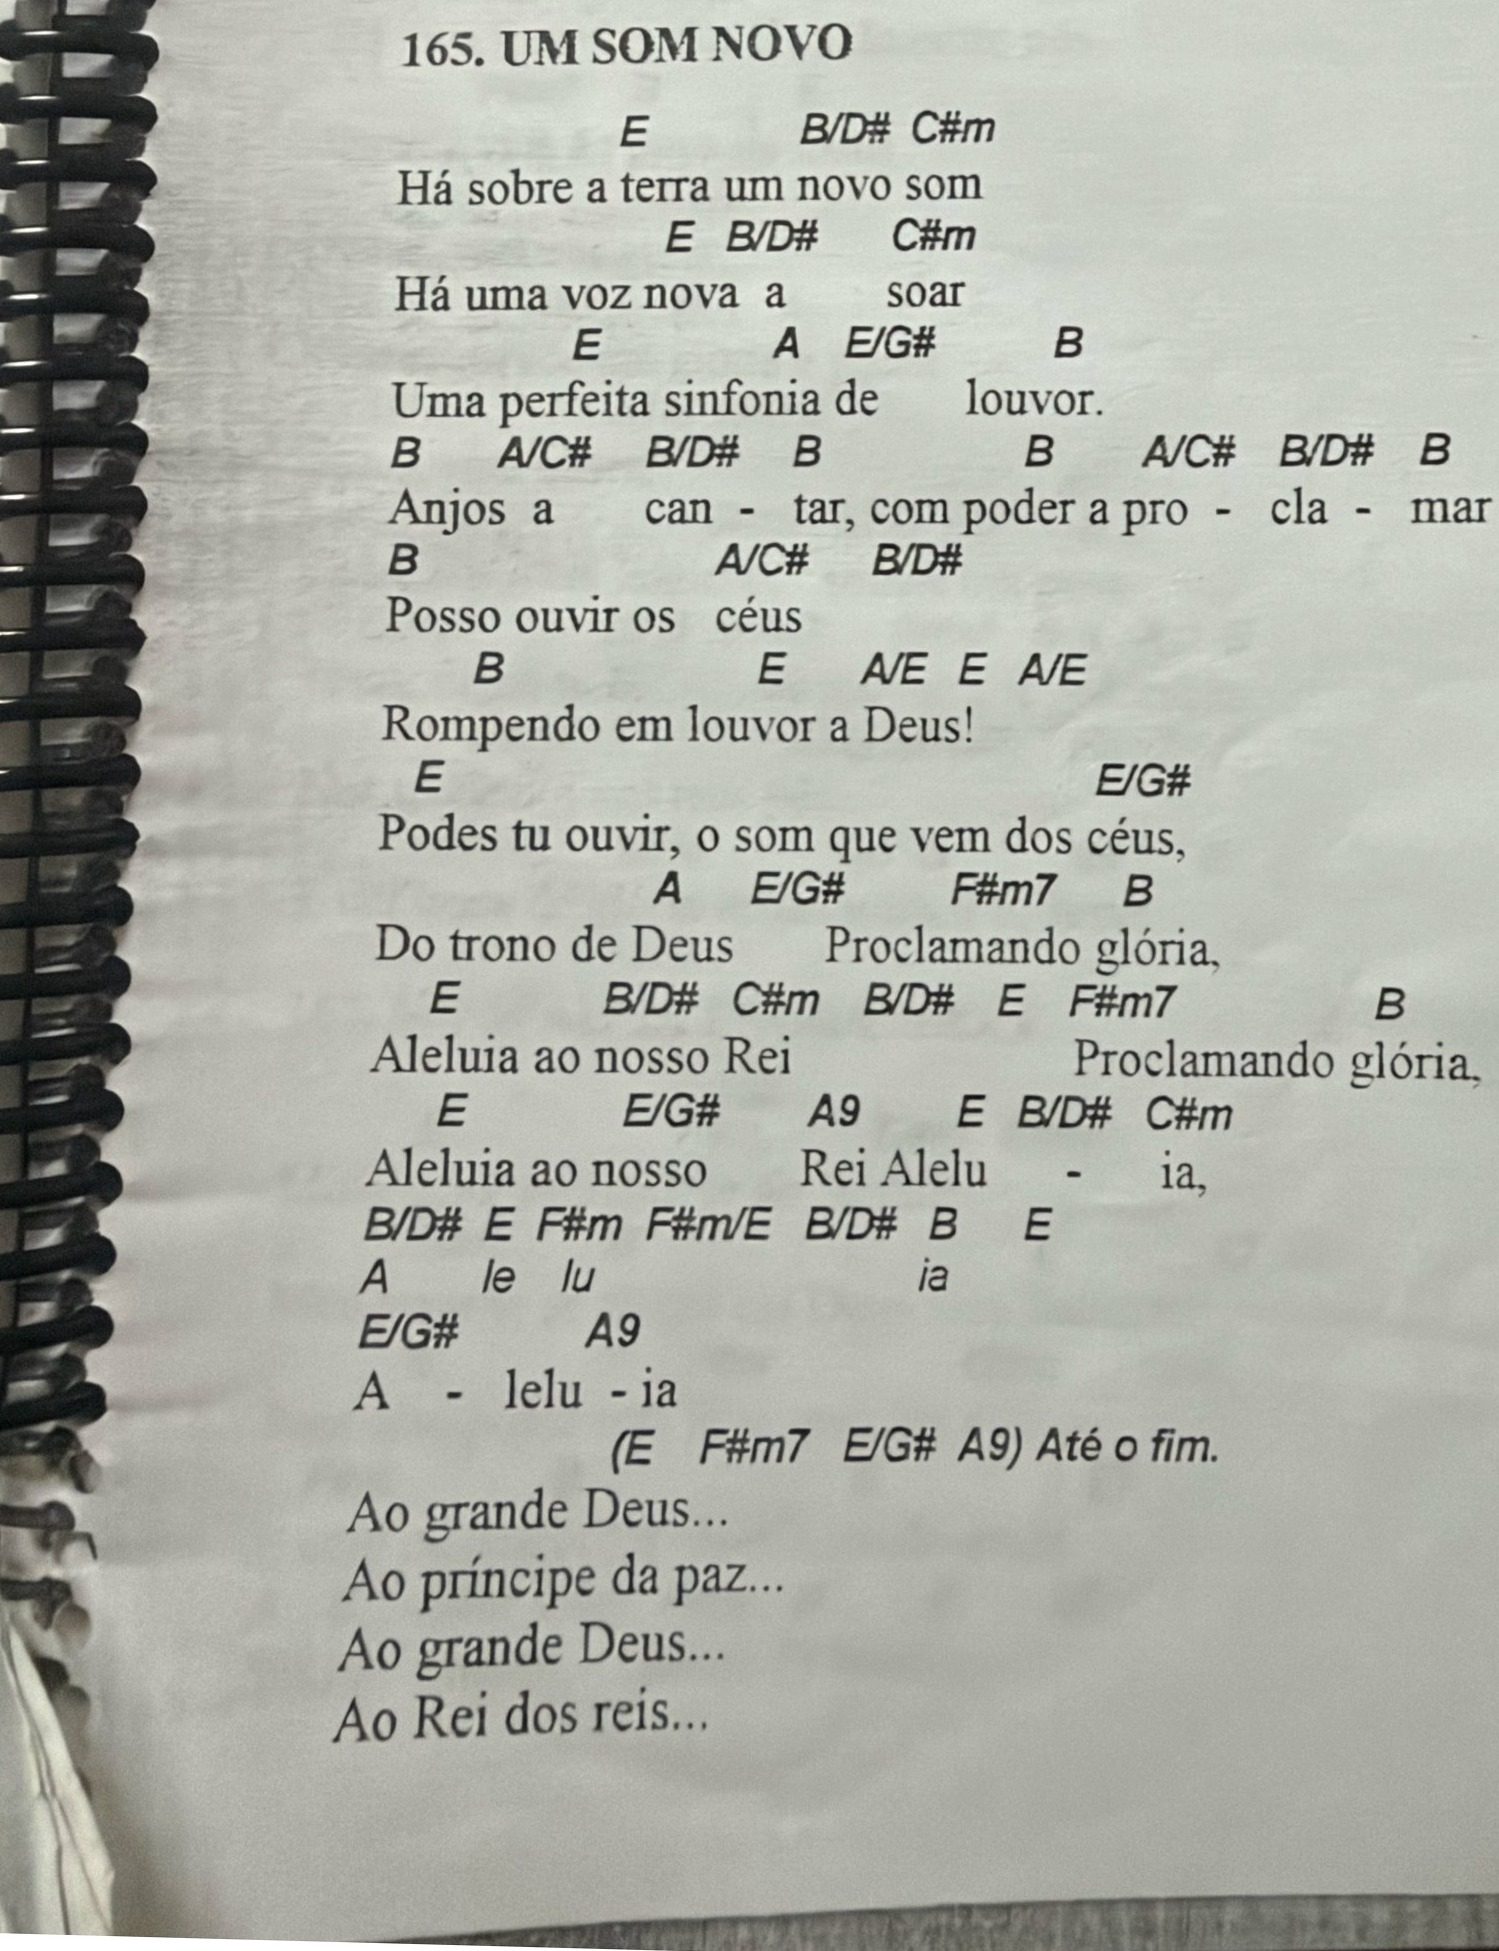 165. UM SOM NOVO
E B/D# C#m
Há sobre a terra um novo som
E B/D# C#m
Há uma voz nova a soar
E A E/G# B
Uma perfeita sinfonia de louvor.
B A/C# B/D# B B A/C# B/D# B
Anjos a can - tar, com poder a pro - cla - mar
B A/C# B/D#
Posso ouvir os céus
B E A/E E A/E
Rompendo em louvor a Deus!
E E/G#
Podes tu ouvir, o som que vem dos céus,
A E/G# F#m7 B
Do trono de Deus Proclamando glória,
E B/D# C#m B/D# E F#m7 B
Aleluia ao nosso Rei Proclamando glória,
E E/G# A9 E B/D# C#m
Aleluia ao nosso Rei Alelu - ia,
B/D# E F#m F#m/E B/D# B E
A le lu ia
E/G# A9
A - lelu - ia
(E F#m7 E/G# A9) Até o fim.
Ao grande Deus...
Ao príncipe da paz...
Ao grande Deus...
Ao Rei dos reis...